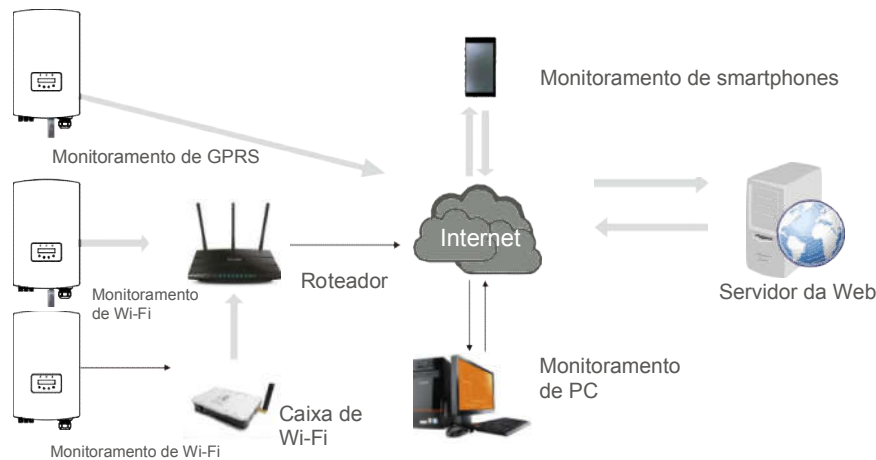 Monitoramento de smartphones
Monitoramento de GPRS
Internet
Roteador
Servidor da Web
Monitoramento
de Wi-Fi
Monitoramento
de PC
Caixa de
Wi-Fi
Monitoramento de Wi-Fi